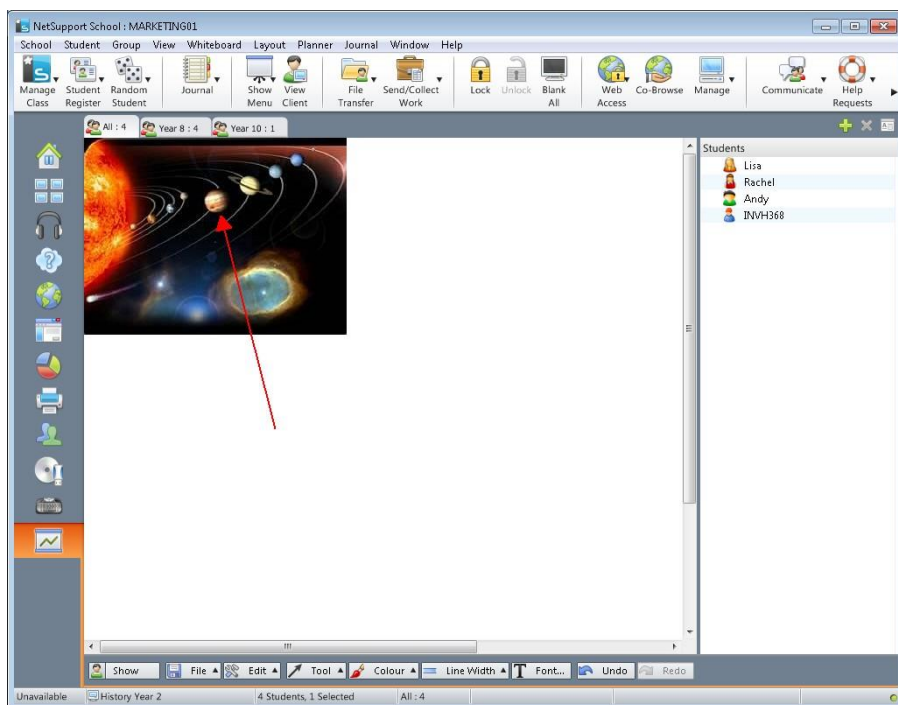 NetSupport School : MARKETING01
School Student Group View Whiteboard Layout Planner Journal Window Help
Manage Class
Student Register
Random Student
Journal
Show Menu
View Client
File Transfer
Send/Collect Work
Lock
Unlock
Blank All
Web Access
Co-Browse
Manage
Communicate
Help Requests
All : 4
Year 8 : 4
Year 10 : 1
Students
Lisa
Rachel
Andy
INVH368
Show File Edit Tool Colour Line Width Font... Undo Redo
Unavailable History Year 2 4 Students, 1 Selected All : 4